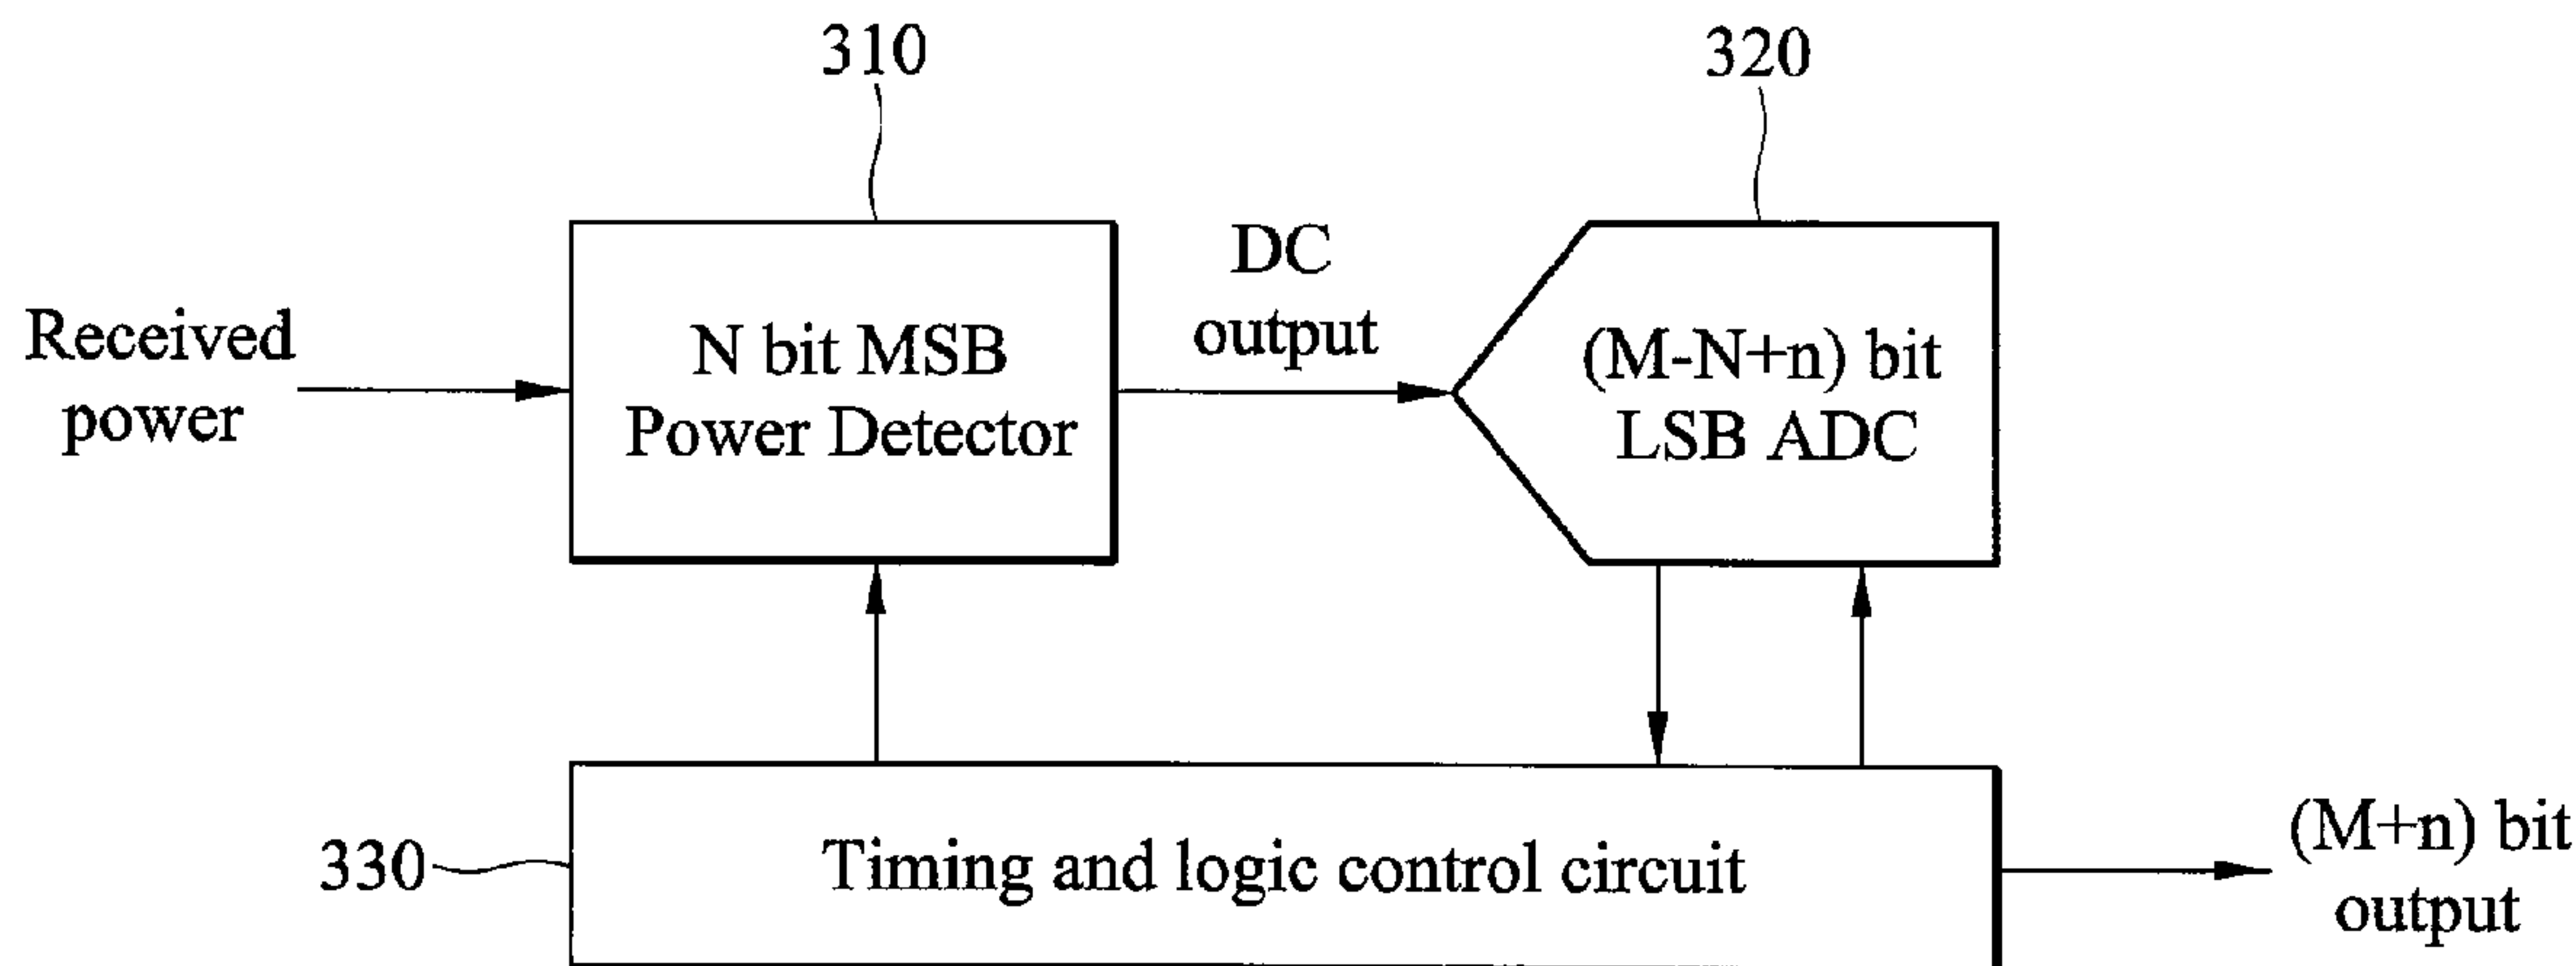 310
320
Received
power
N bit MSB
Power Detector
DC
output
(M-N+n) bit
LSB ADC
330
Timing and logic control circuit
(M+n) bit
output